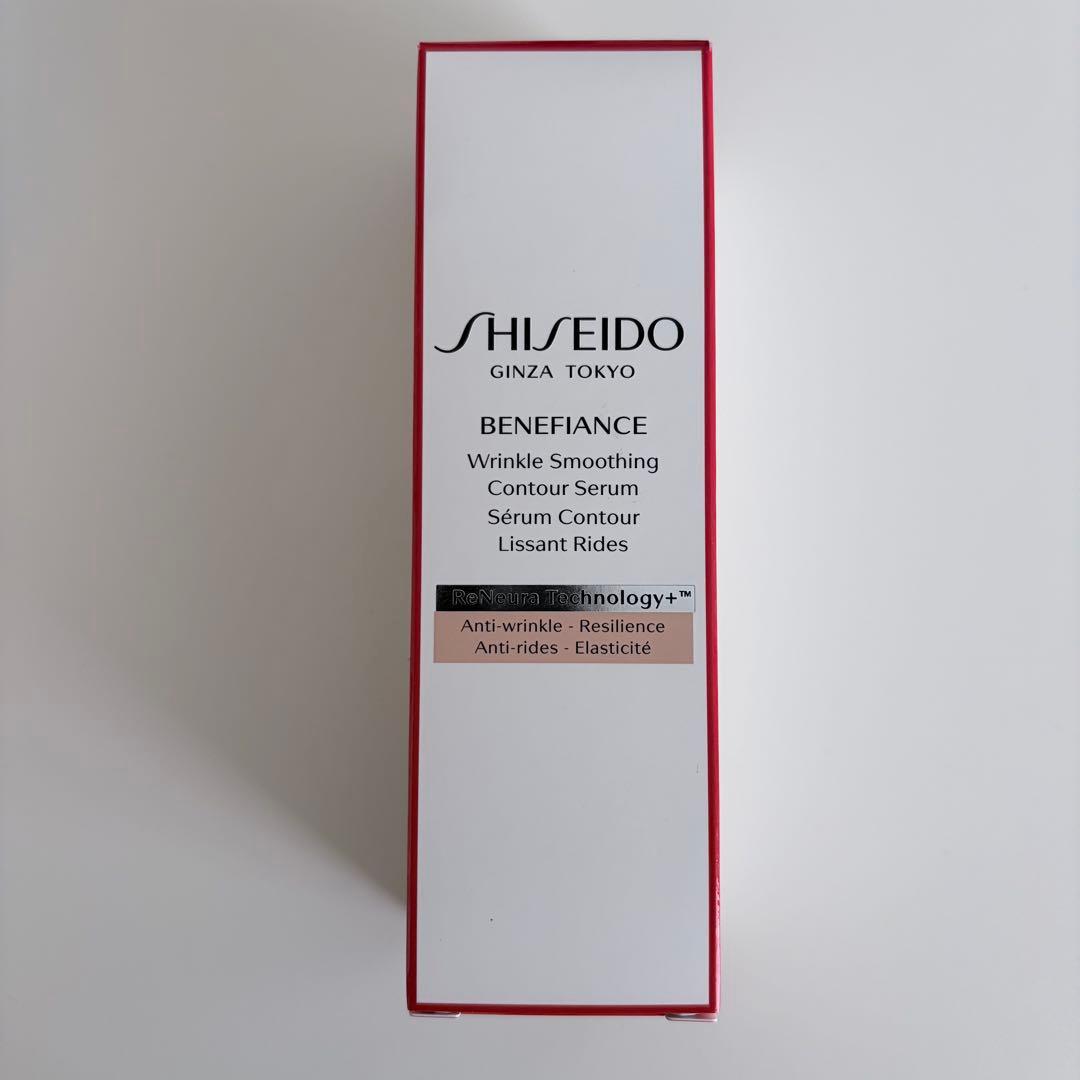 SHISEIDO
GINZA TOKYO
BENEFIANCE
Wrinkle Smoothing
Contour Serum
Sérum Contour
Lissant Rides
ReNeura Technology+™
Anti-wrinkle - Resilience
Anti-rides - Elasticité